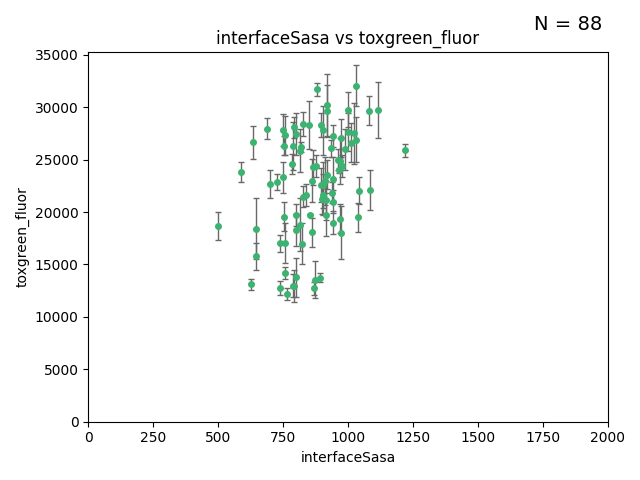 N = 88
interfaceSasa vs toxgreen_fluor
35000
30000
25000
20000
15000
10000
5000
0
toxgreen_fluor
0 250 500 750 1000 1250 1500 1750 2000
interfaceSasa